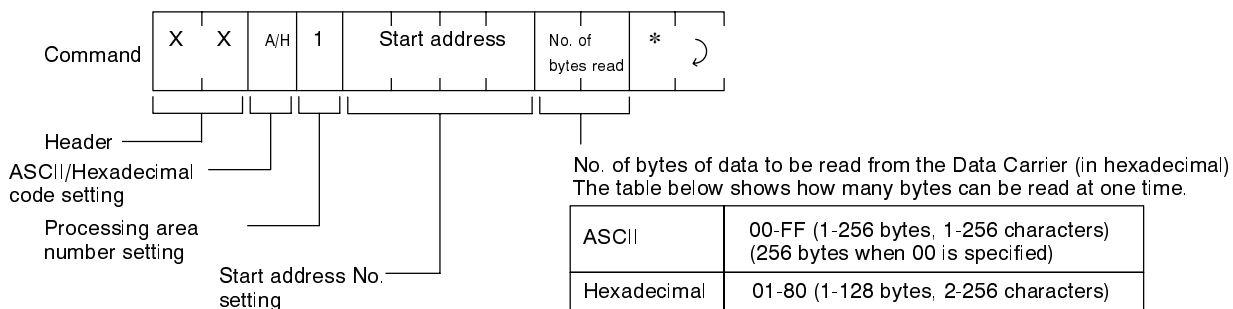 Command X X A/H 1 Start address No. of bytes read * ⤸
Header
ASCII/Hexadecimal
code setting
Processing area
number setting
Start address No.
setting
No. of bytes of data to be read from the Data Carrier (in hexadecimal)
The table below shows how many bytes can be read at one time.
ASCII 00-FF (1-256 bytes, 1-256 characters)
(256 bytes when 00 is specified)
Hexadecimal 01-80 (1-128 bytes, 2-256 characters)